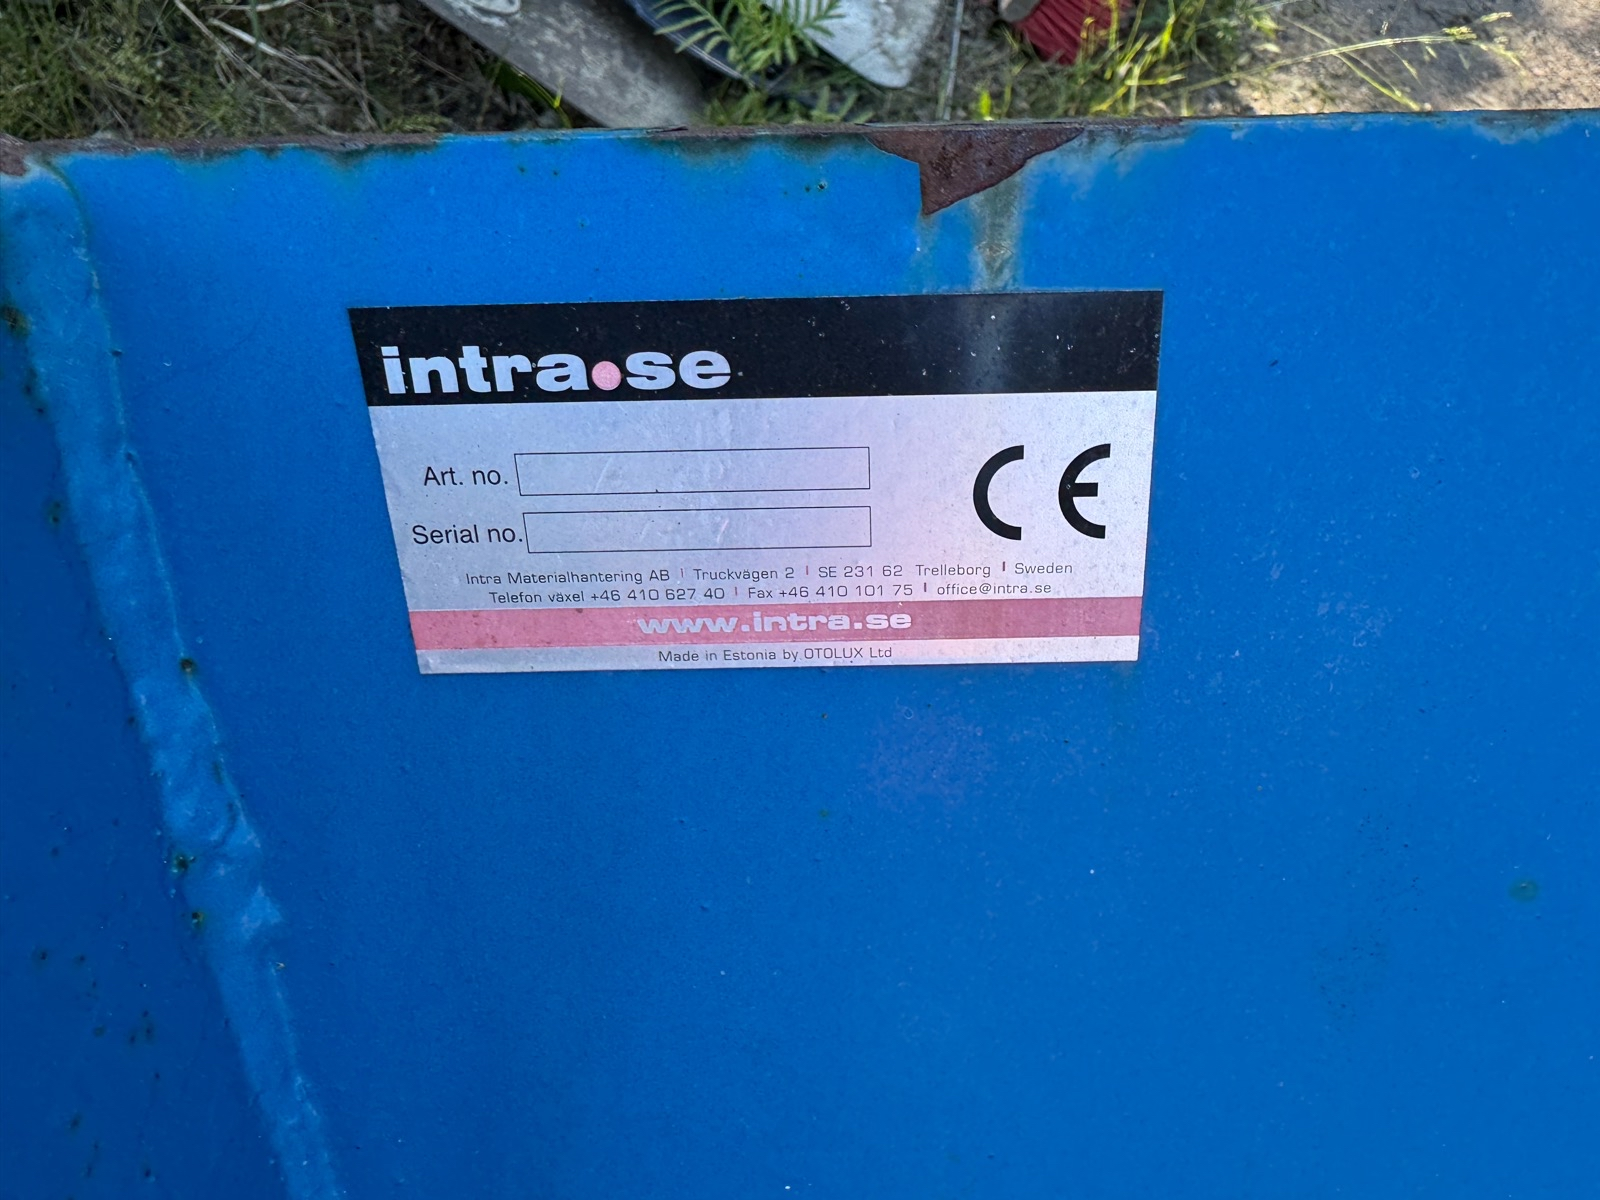 intra.se
Art. no.
CE
Serial no.
Intra Materialhantering AB | Truckvägen 2 | SE 231 62 Trelleborg | Sweden
Telefon växel +46 410 627 40 | Fax +46 410 101 75 | office@intra.se
www.intra.se
Made in Estonia by OTOLUX Ltd